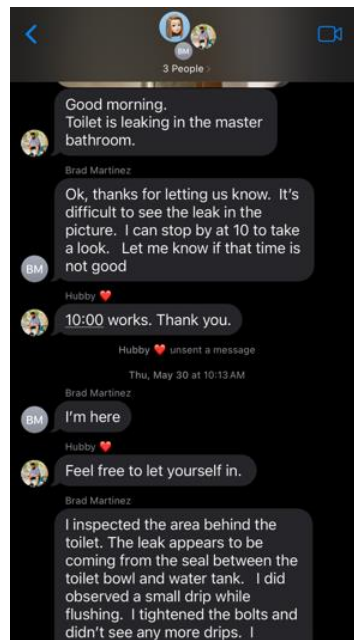 BM
3 People >
Good morning.
Toilet is leaking in the master
bathroom.
Brad Martinez
Ok, thanks for letting us know. It's
difficult to see the leak in the
picture. I can stop by at 10 to take
a look. Let me know if that time is
not good
BM
Hubby ❤️
10:00 works. Thank you.
Hubby ❤️ unsent a message
Thu, May 30 at 10:13 AM
Brad Martinez
I'm here
BM
Hubby ❤️
Feel free to let yourself in.
Brad Martinez
I inspected the area behind the
toilet. The leak appears to be
coming from the seal between the
toilet bowl and water tank. I did
observed a small drip while
flushing. I tightened the bolts and
didn't see any more drips. I